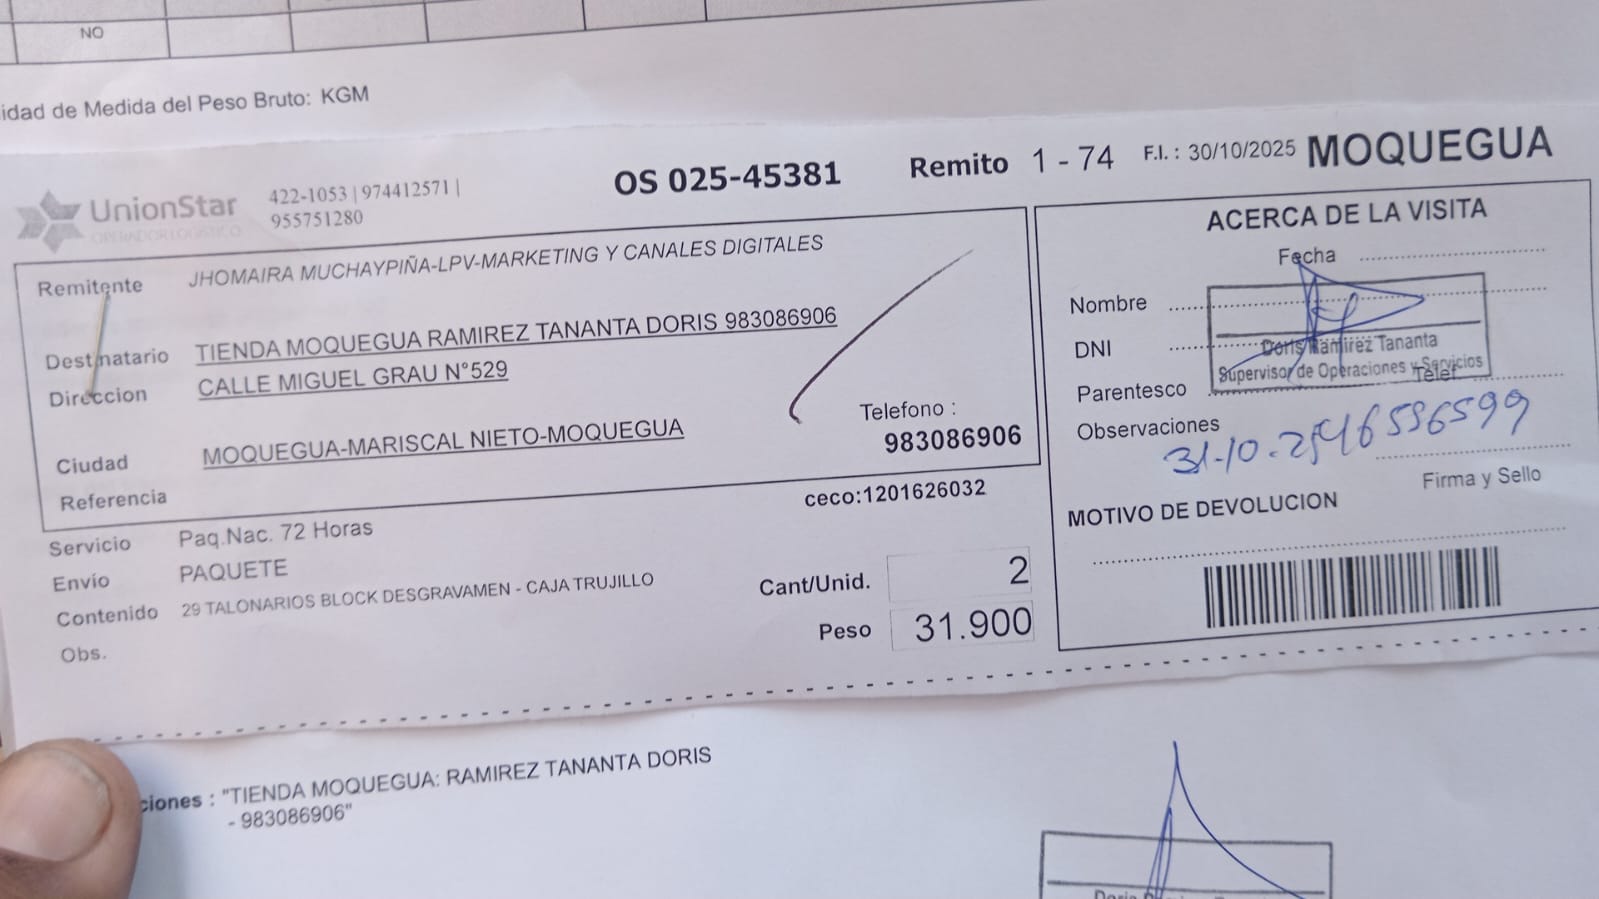 NO
idad de Medida del Peso Bruto: KGM
UnionStar
OPERADOR LOGISTICO
422-1053 | 974412571 |
955751280
OS 025-45381
Remito 1 - 74
F.I. : 30/10/2025
MOQUEGUA
Remitente JHOMAIRA MUCHAYPIÑA-LPV-MARKETING Y CANALES DIGITALES
Destinatario TIENDA MOQUEGUA RAMIREZ TANANTA DORIS 983086906
Direccion CALLE MIGUEL GRAU N°529
Telefono :
983086906
Ciudad MOQUEGUA-MARISCAL NIETO-MOQUEGUA
Referencia
ceco:1201626032
Servicio Paq.Nac. 72 Horas
Envío PAQUETE
Contenido 29 TALONARIOS BLOCK DESGRAVAMEN - CAJA TRUJILLO
Obs.
Cant/Unid. 2
Peso 31.900
ACERCA DE LA VISITA
Fecha
Nombre
DNI
Doris Ramirez Tananta
Supervisor de Operaciones y Servicios
Telef
Parentesco
Observaciones
31-10-25
Firma y Sello
MOTIVO DE DEVOLUCION
ciones : "TIENDA MOQUEGUA: RAMIREZ TANANTA DORIS
- 983086906"